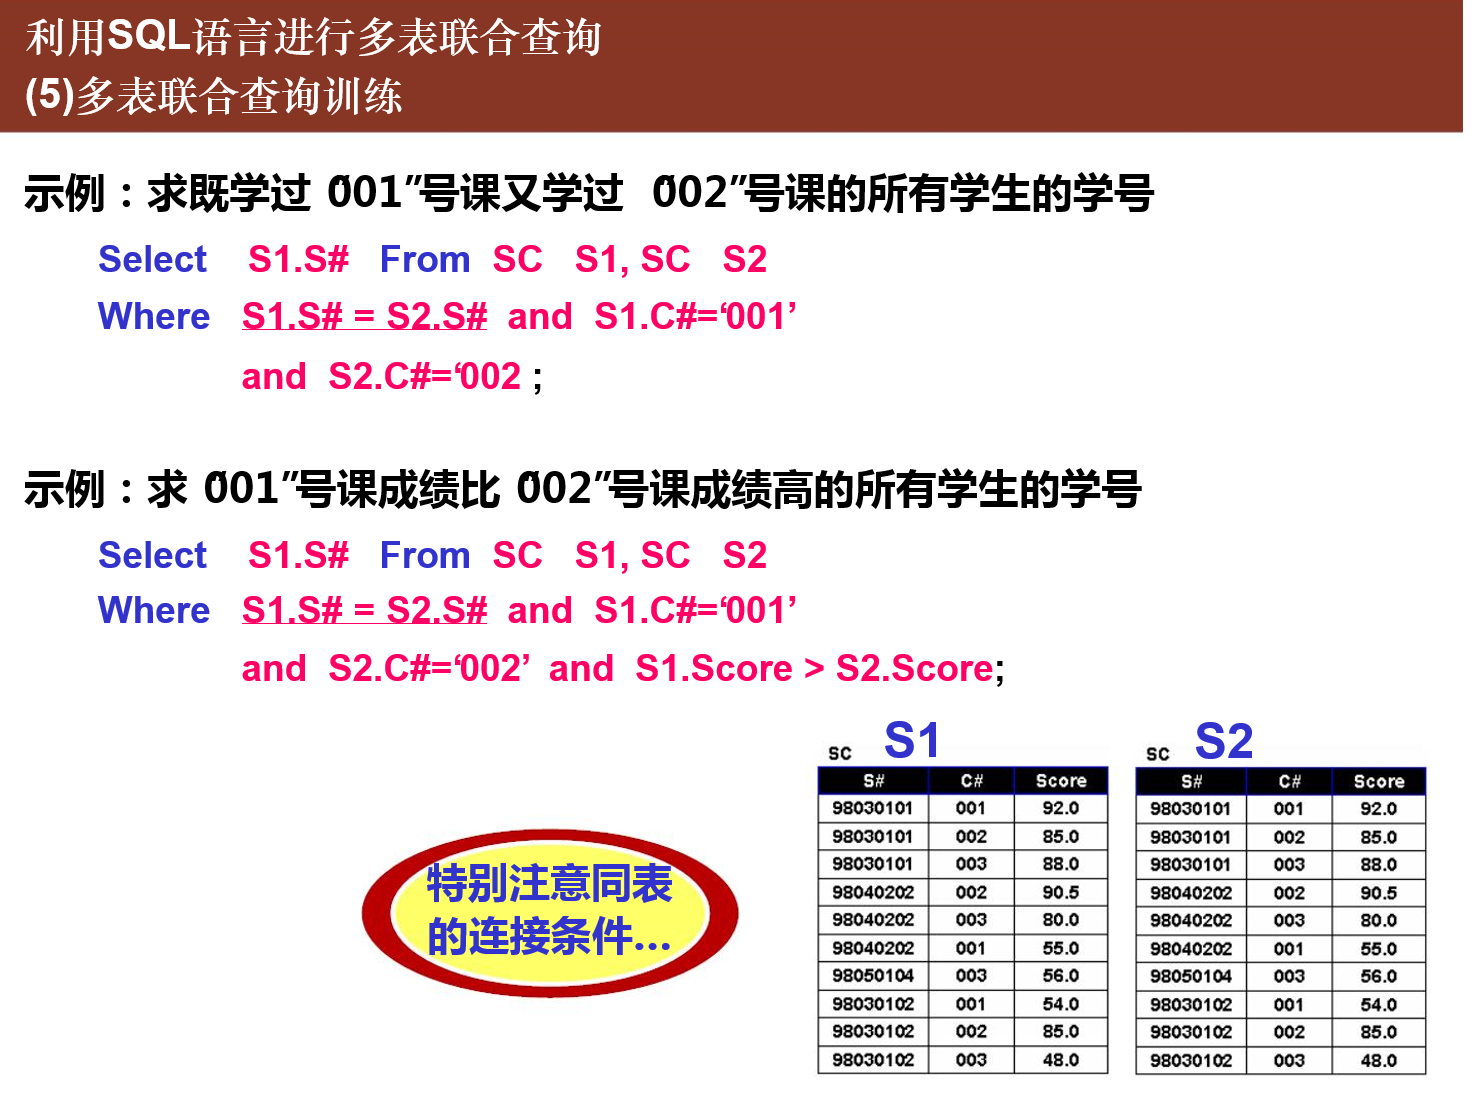 利用SQL语言进行多表联合查询
(5)多表联合查询训练
示例：求既学过“001”号课又学过 “002”号课的所有学生的学号
Select S1.S# From SC S1, SC S2
Where S1.S# = S2.S# and S1.C#=‘001’
and S2.C#=‘002 ;
示例：求“001”号课成绩比“002”号课成绩高的所有学生的学号
Select S1.S# From SC S1, SC S2
Where S1.S# = S2.S# and S1.C#=‘001’
and S2.C#=‘002’ and S1.Score > S2.Score;
特别注意同表
的连接条件...
SC S1
S# C# Score
98030101 001 92.0
98030101 002 85.0
98030101 003 88.0
98040202 002 90.5
98040202 003 80.0
98040202 001 55.0
98050104 003 56.0
98030102 001 54.0
98030102 002 85.0
98030102 003 48.0
SC S2
S# C# Score
98030101 001 92.0
98030101 002 85.0
98030101 003 88.0
98040202 002 90.5
98040202 003 80.0
98040202 001 55.0
98050104 003 56.0
98030102 001 54.0
98030102 002 85.0
98030102 003 48.0